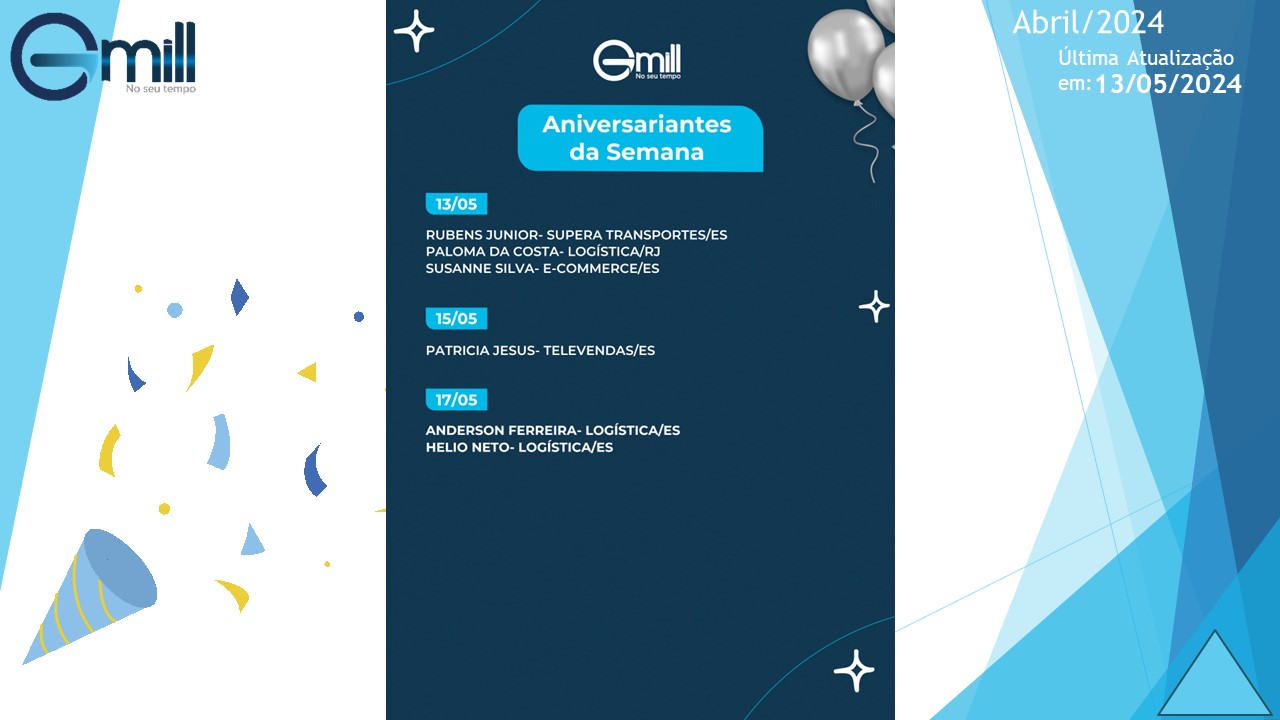 Gmill
No seu tempo
Gmill
No seu tempo
Aniversariantes
da Semana
13/05
RUBENS JUNIOR- SUPERA TRANSPORTES/ES
PALOMA DA COSTA- LOGÍSTICA/RJ
SUSANNE SILVA- E-COMMERCE/ES
15/05
PATRICIA JESUS- TELEVENDAS/ES
17/05
ANDERSON FERREIRA- LOGÍSTICA/ES
HELIO NETO- LOGÍSTICA/ES
Abril/2024
Última Atualização
em:13/05/2024